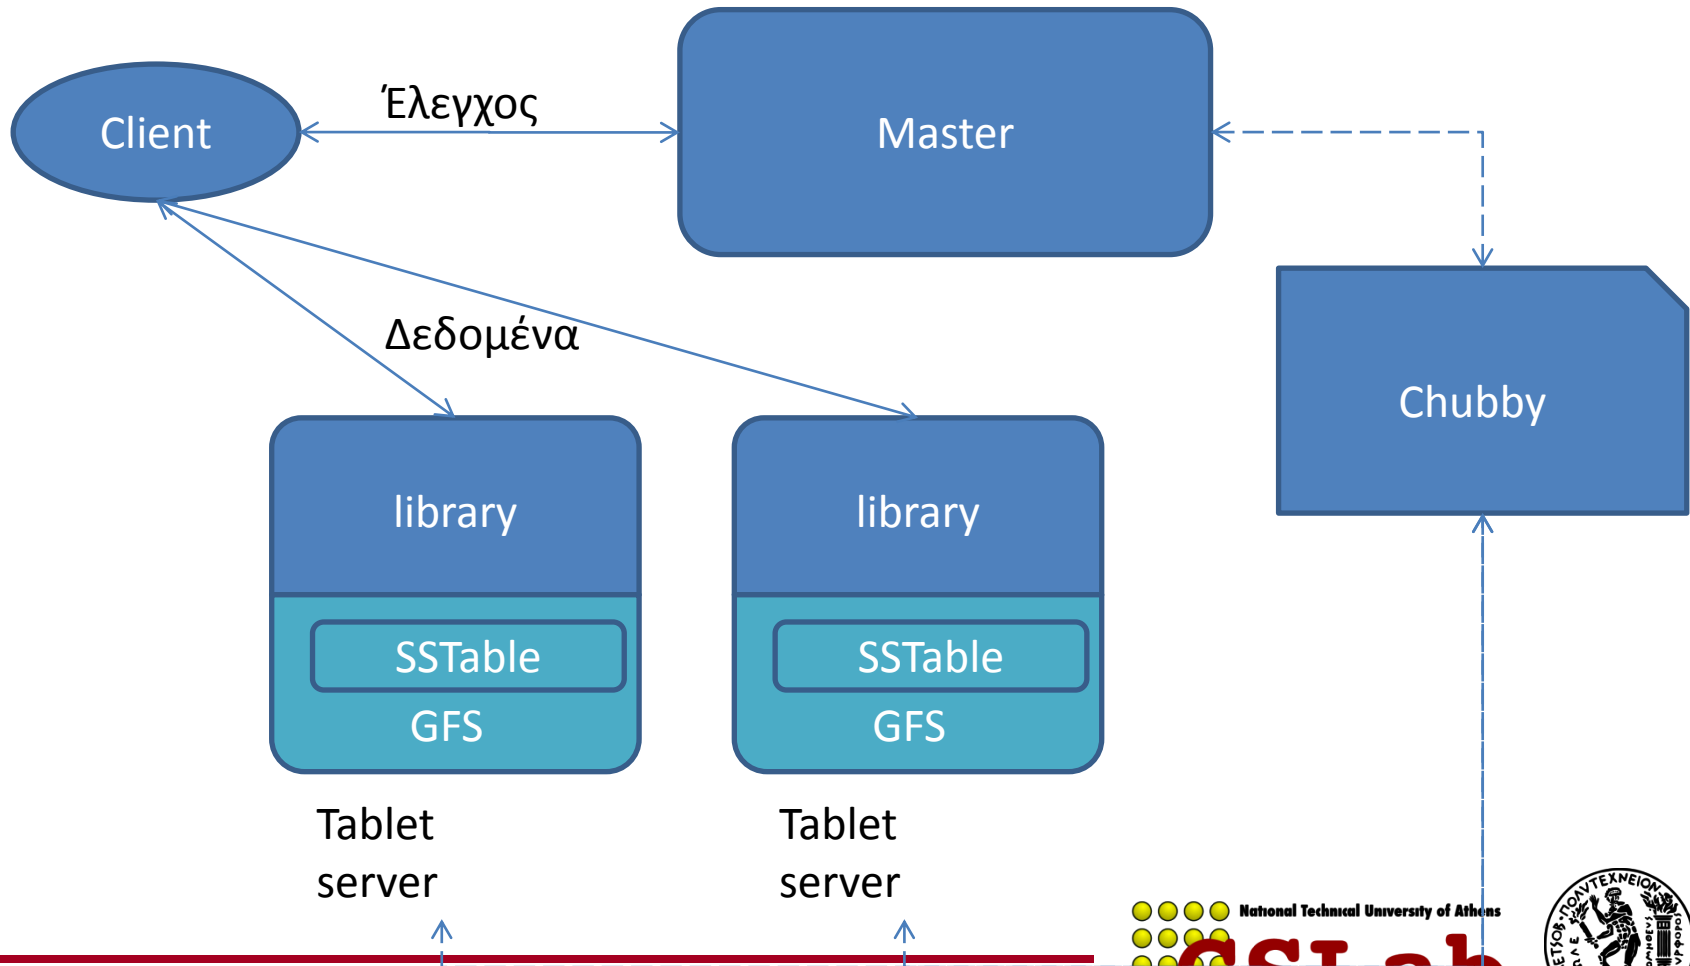 Client
Έλεγχος
Master
Δεδομένα
Chubby
library
library
SSTable
SSTable
GFS
GFS
Tablet
server
Tablet
server
National Technical University of Athens
CSLab